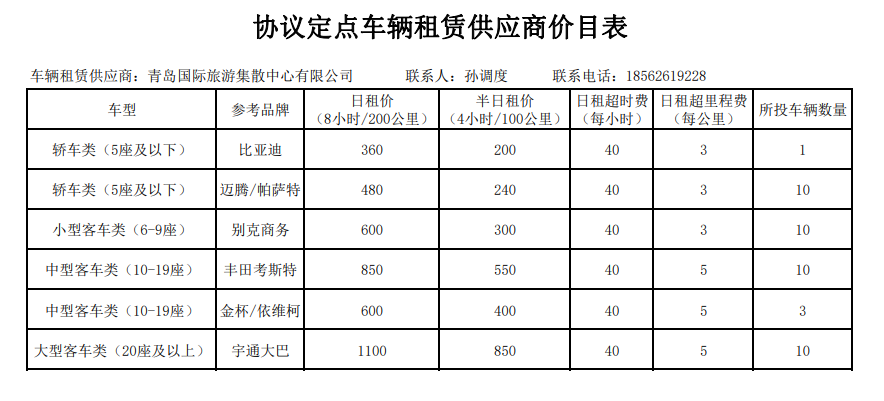 协议定点车辆租赁供应商价目表
车辆租赁供应商：青岛国际旅游集散中心有限公司 联系人：孙调度 联系电话：18562619228
车型 参考品牌 日租价（8小时/200公里） 半日租价（4小时/100公里） 日租超时费（每小时） 日租超里程费（每公里） 所投车辆数量
轿车类（5座及以下） 比亚迪 360 200 40 3 1
轿车类（5座及以下） 迈腾/帕萨特 480 240 40 3 10
小型客车类（6-9座） 别克商务 600 300 40 3 10
中型客车类（10-19座） 丰田考斯特 850 550 40 5 10
中型客车类（10-19座） 金杯/依维柯 600 400 40 5 3
大型客车类（20座及以上） 宇通大巴 1100 850 40 5 10